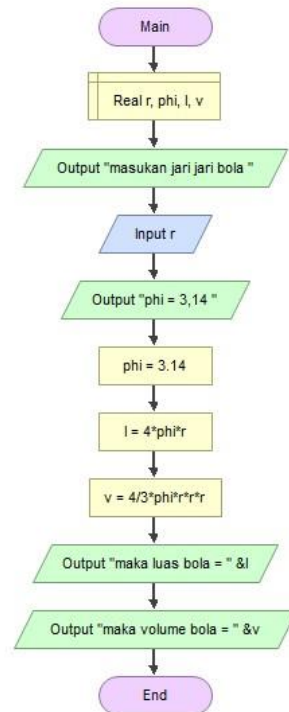 Main
Real r, phi, l, v
Output "masukan jari jari bola "
Input r
Output "phi = 3,14 "
phi = 3.14
l = 4*phi*r
v = 4/3*phi*r*r*r
Output "maka luas bola = " &l
Output "maka volume bola = " &v
End